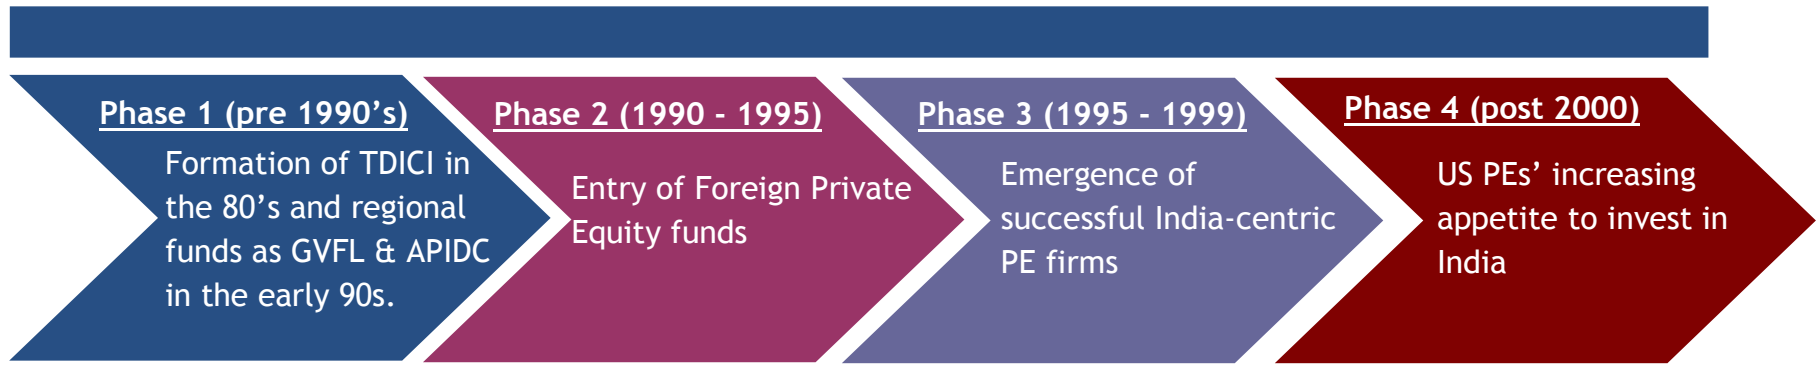 Phase 1 (pre 1990’s)
Formation of TDICI in
the 80’s and regional
funds as GVFL & APIDC
in the early 90s.
Phase 2 (1990 - 1995)
Entry of Foreign Private
Equity funds
Phase 3 (1995 - 1999)
Emergence of
successful India-centric
PE firms
Phase 4 (post 2000)
US PEs’ increasing
appetite to invest in
India